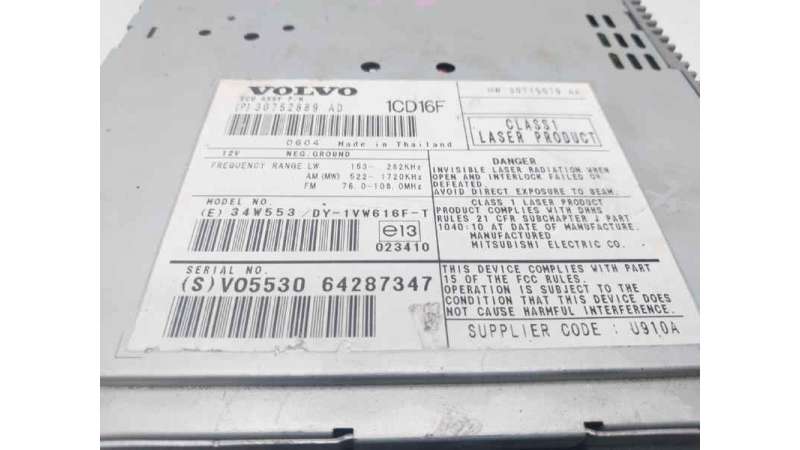 VOLVO
ECU ASSY P/N
(P)30752889 AD 1CD16F
0604 Made in Thailand
12V NEG.GROUND
FREQUENCY RANGE LW 153- 282KHz
AM(MW) 522- 1720KHz
FM 76.0-108.0MHz
MODEL NO.
(E) 34W553/DY-1VW616F-T
e13
023410
SERIAL NO.
(S)V05530 64287347
HW
CLASS1
LASER PRODUCT
DANGER
INVISIBLE LASER RADIATION WHEN
OPEN AND INTERLOCK FAILED OR
DEFEATED.
AVOID DIRECT EXPOSURE TO BEAM.
CLASS 1 LASER PRODUCT
PRODUCT COMPLIES WITH DHHS
RULES 21 CFR SUBCHAPTER J PART
1040:10 AT DATE OF MANUFACTURE.
MANUFACTURED
MITSUBISHI ELECTRIC CO.
THIS DEVICE COMPLIES WITH PART
15 OF THE FCC RULES.
OPERATION IS SUBJECT TO THE
CONDITION THAT THIS DEVICE DOES
NOT CAUSE HARMFUL INTERFERENCE.
SUPPLIER CODE : U910A